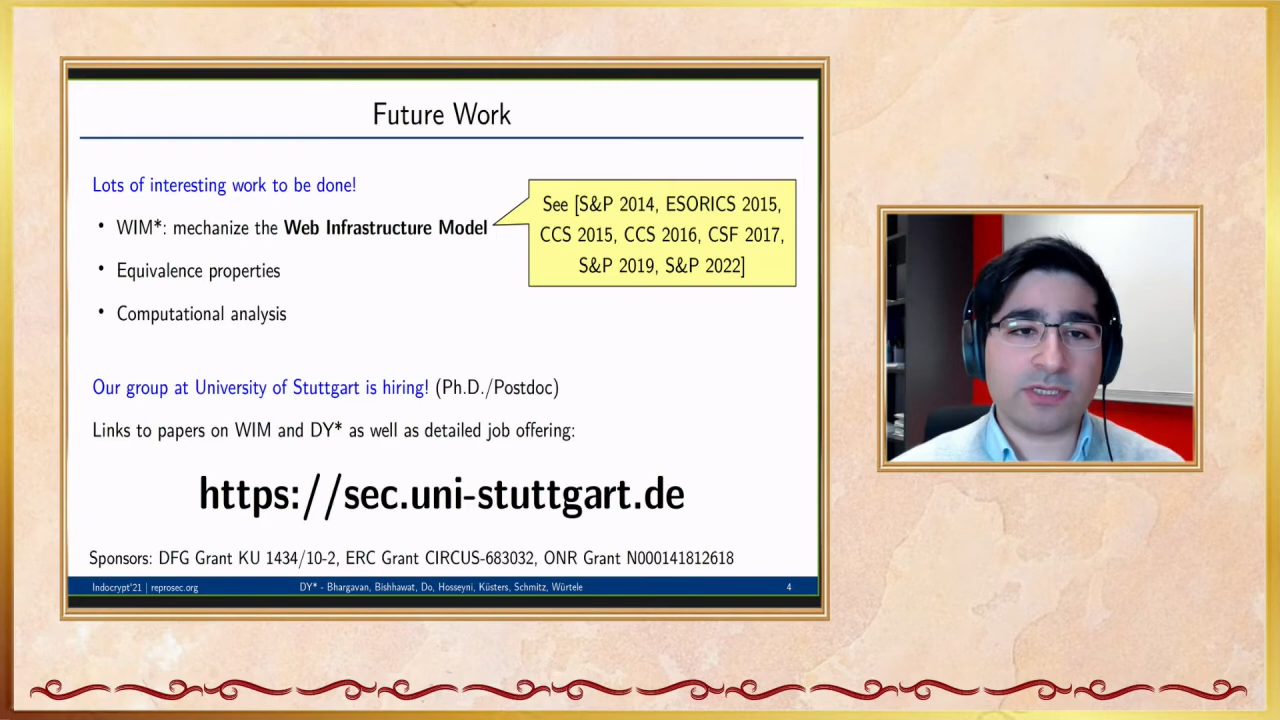 Future Work
Lots of interesting work to be done!
• WIM*: mechanize the Web Infrastructure Model
See [S&P 2014, ESORICS 2015,
CCS 2015, CCS 2016, CSF 2017,
S&P 2019, S&P 2022]
• Equivalence properties
• Computational analysis
Our group at University of Stuttgart is hiring! (Ph.D./Postdoc)
Links to papers on WIM and DY* as well as detailed job offering:
https://sec.uni-stuttgart.de
Sponsors: DFG Grant KU 1434/10-2, ERC Grant CIRCUS-683032, ONR Grant N000141812618
Indocrypt'21 | reprosec.org DY* - Bhargavan, Bishhawat, Do, Hosseyni, Küsters, Schmitz, Würtele 4